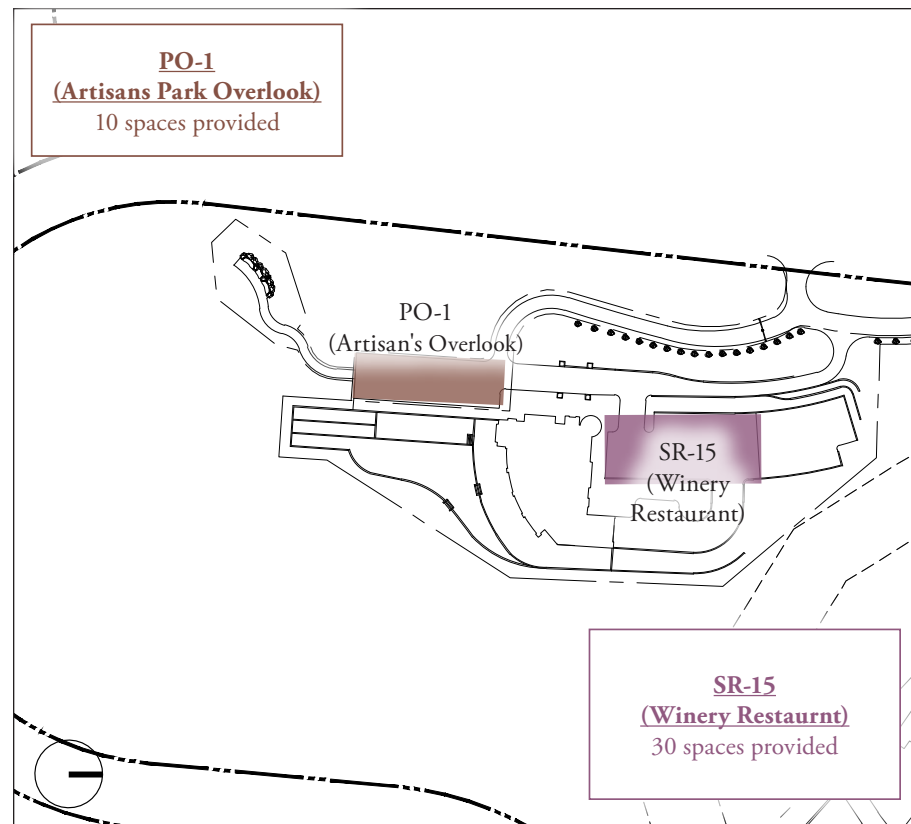 PO-1
(Artisans Park Overlook)
10 spaces provided
PO-1
(Artisan's Overlook)
SR-15
(Winery
Restaurant)
SR-15
(Winery Restaurnt)
30 spaces provided